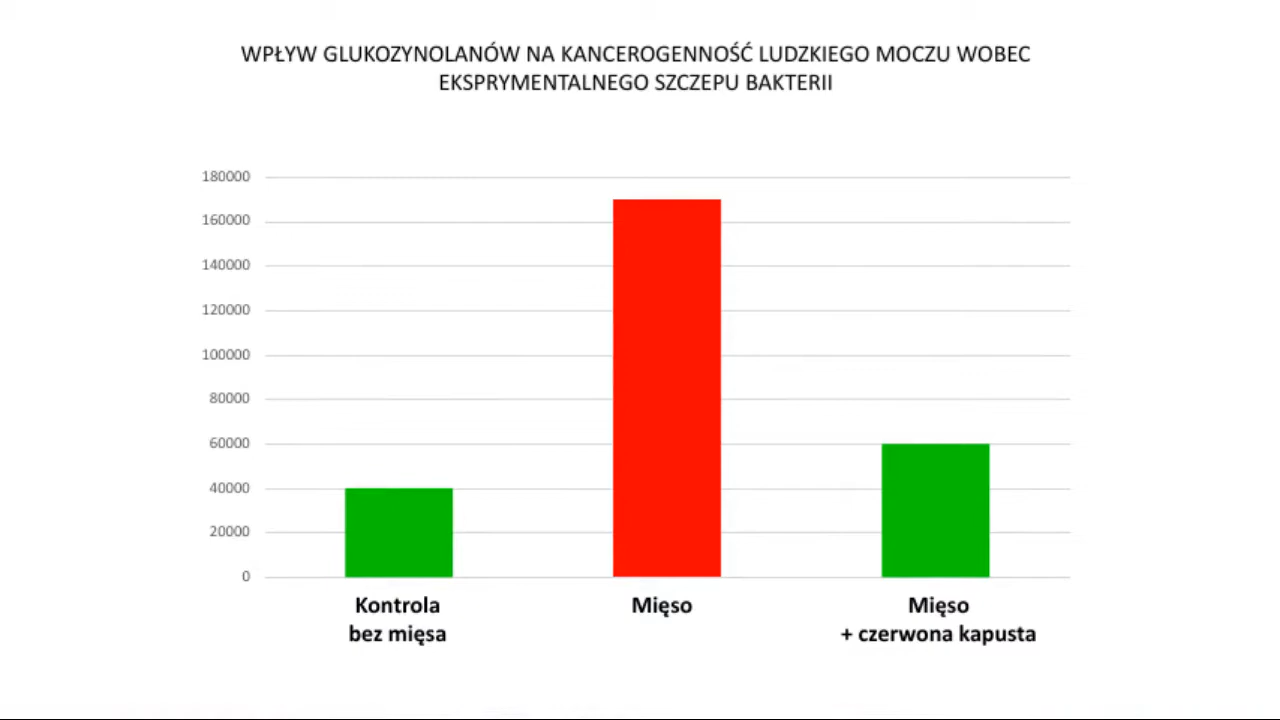 WPŁYW GLUKOZYNOLANÓW NA KANCEROGENNOŚĆ LUDZKIEGO MOCZU WOBEC
EKSPRYMENTALNEGO SZCZEPU BAKTERII
180000
160000
140000
120000
100000
80000
60000
40000
20000
0
Kontrola
bez mięsa
Mięso
Mięso
+ czerwona kapusta